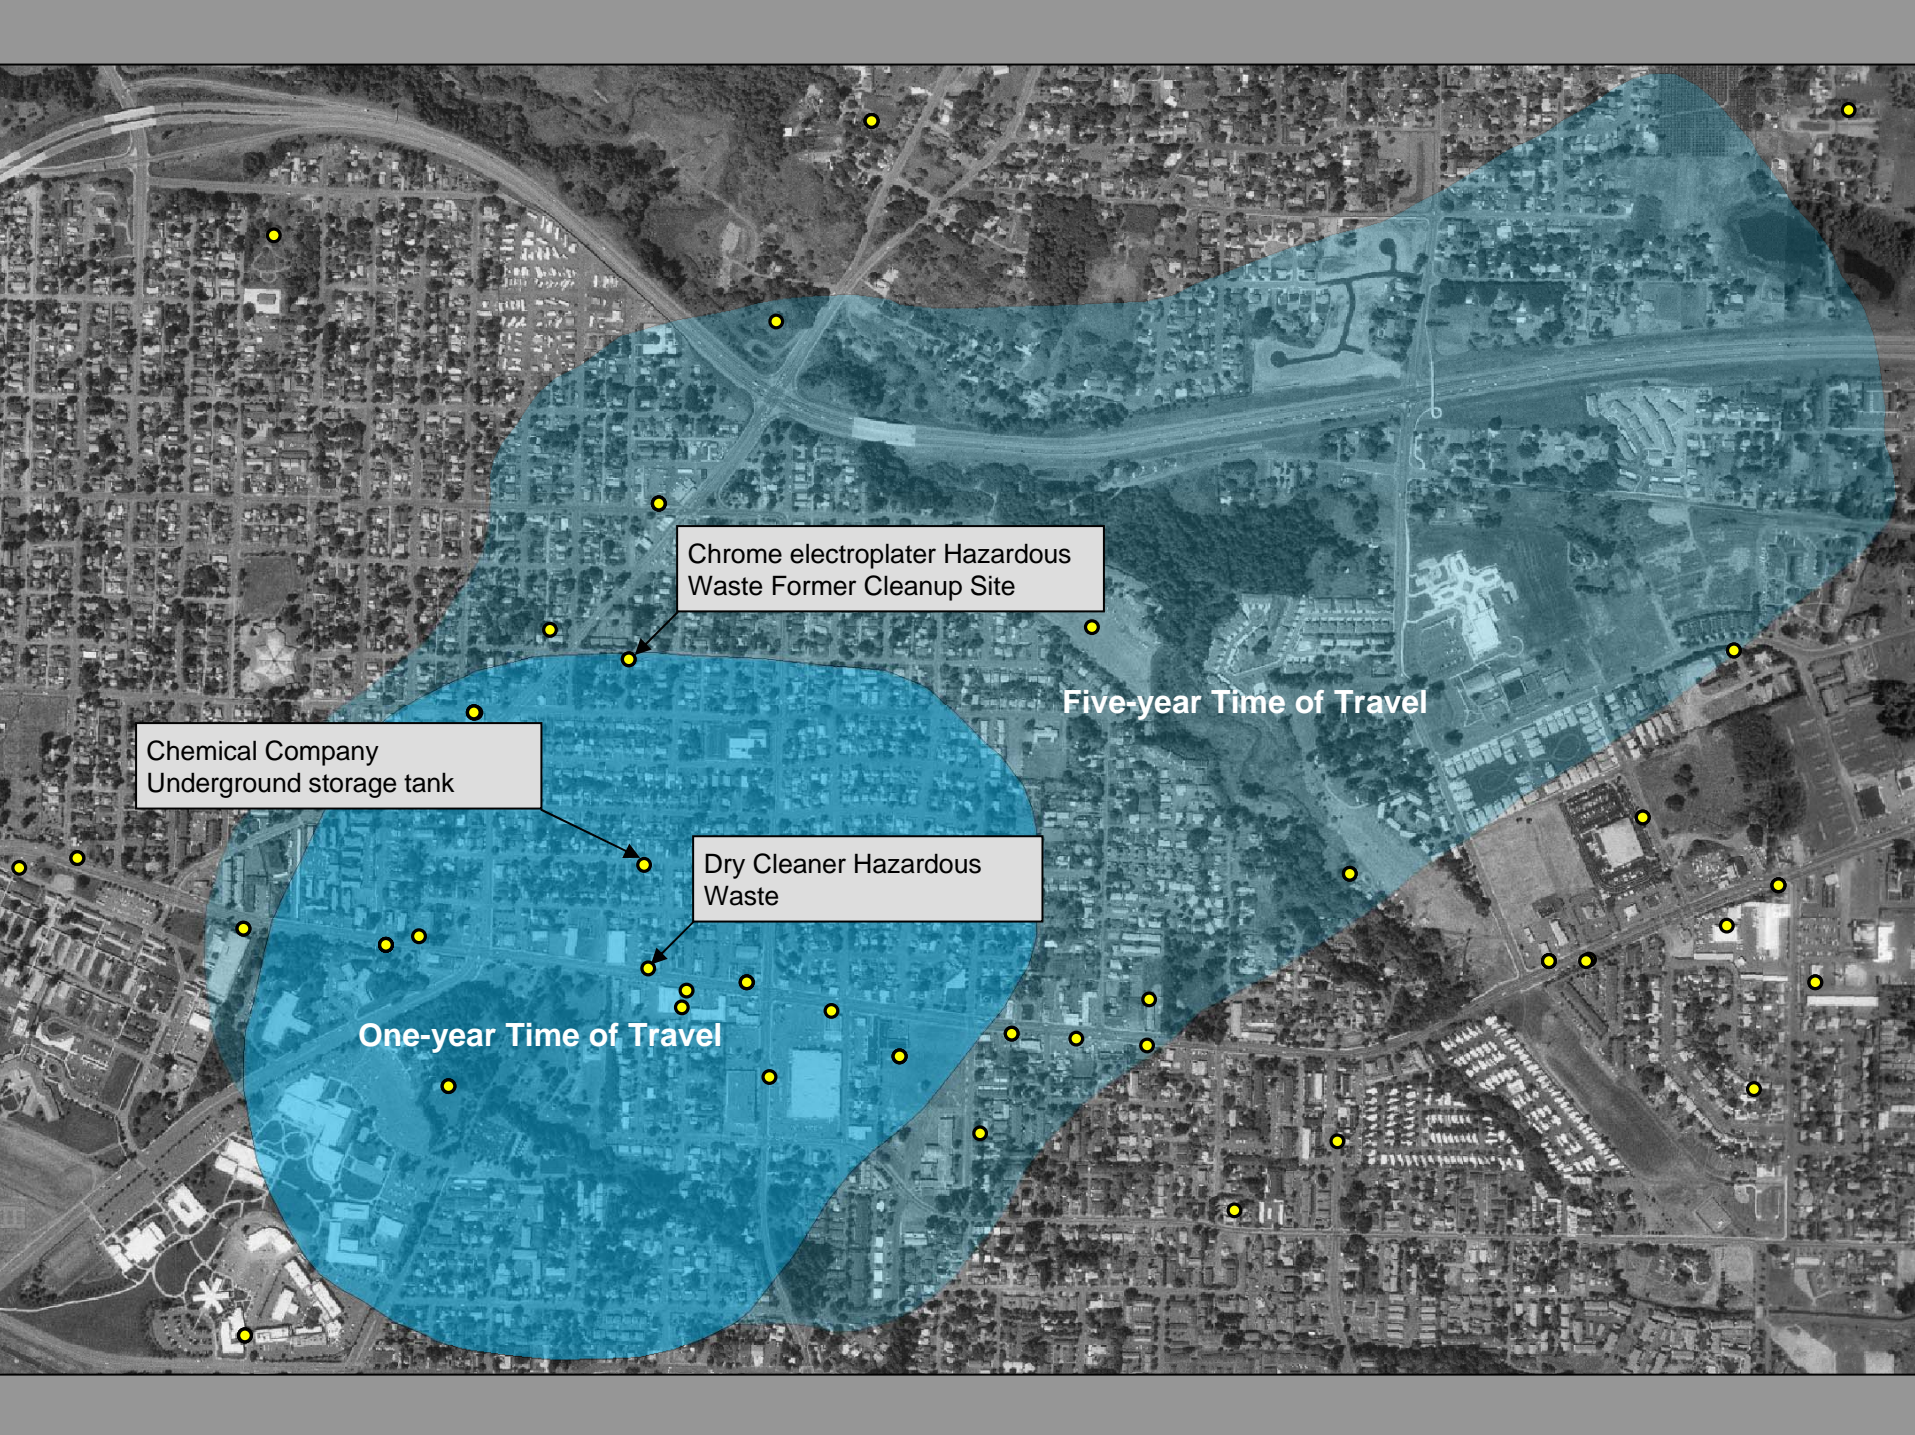 Chrome electroplater Hazardous
Waste Former Cleanup Site
Five-year Time of Travel
Chemical Company
Underground storage tank
Dry Cleaner Hazardous
Waste
One-year Time of Travel